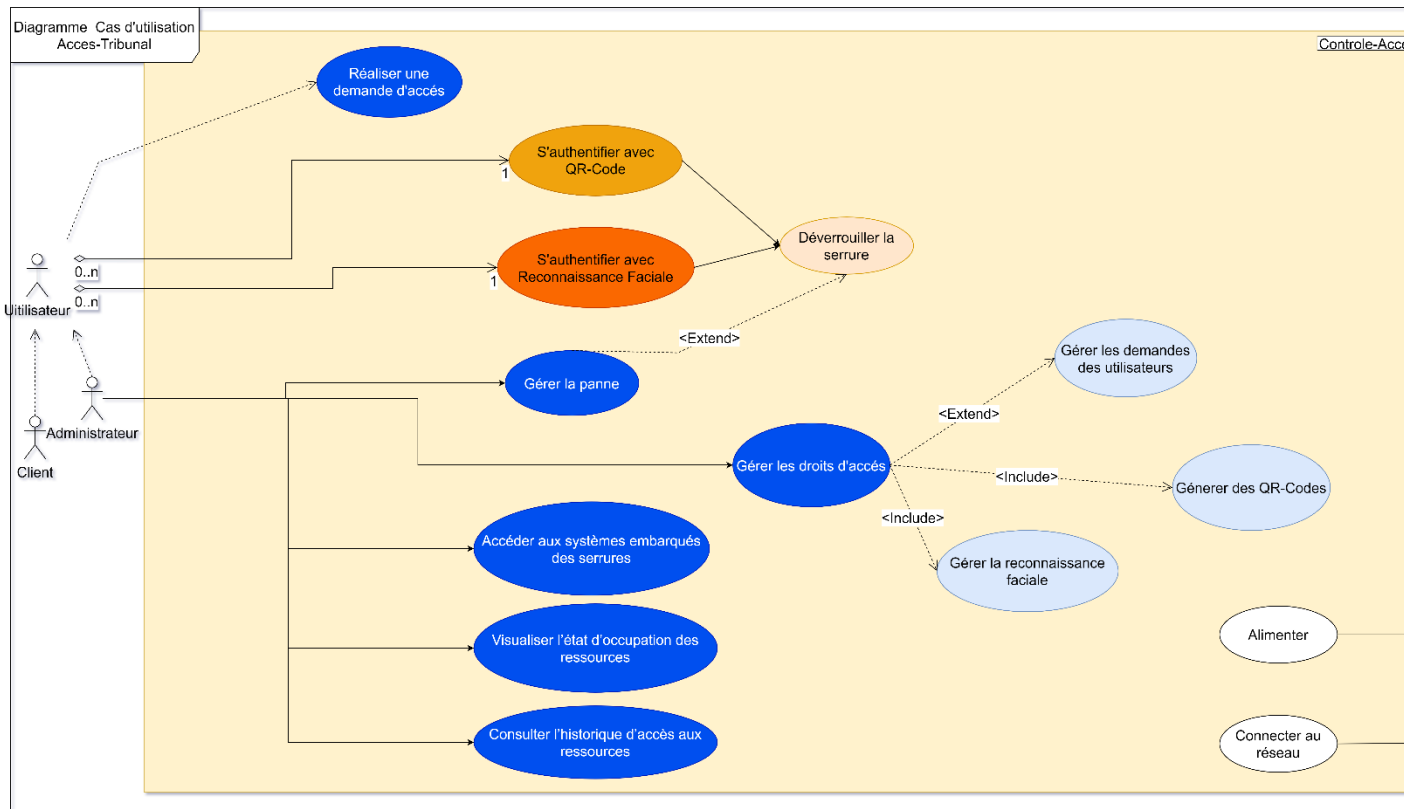 Diagramme Cas d'utilisation
Acces-Tribunal
Controle-Acce
Réaliser une
demande d'accés
S'authentifier avec
QR-Code
1
Déverrouiller la
serrure
S'authentifier avec
Reconnaissance Faciale
1
0..n
0..n
Uitilisateur
<Extend>
Gérer les demandes
des utilisateurs
Gérer la panne
<Extend>
Administrateur
Client
Gérer les droits d'accés
<Include>
Génerer des QR-Codes
<Include>
Accéder aux systèmes embarqués
des serrures
Gérer la reconnaissance
faciale
Alimenter
Visualiser l'état d'occupation des
ressources
Consulter l'historique d'accès aux
ressources
Connecter au
réseau